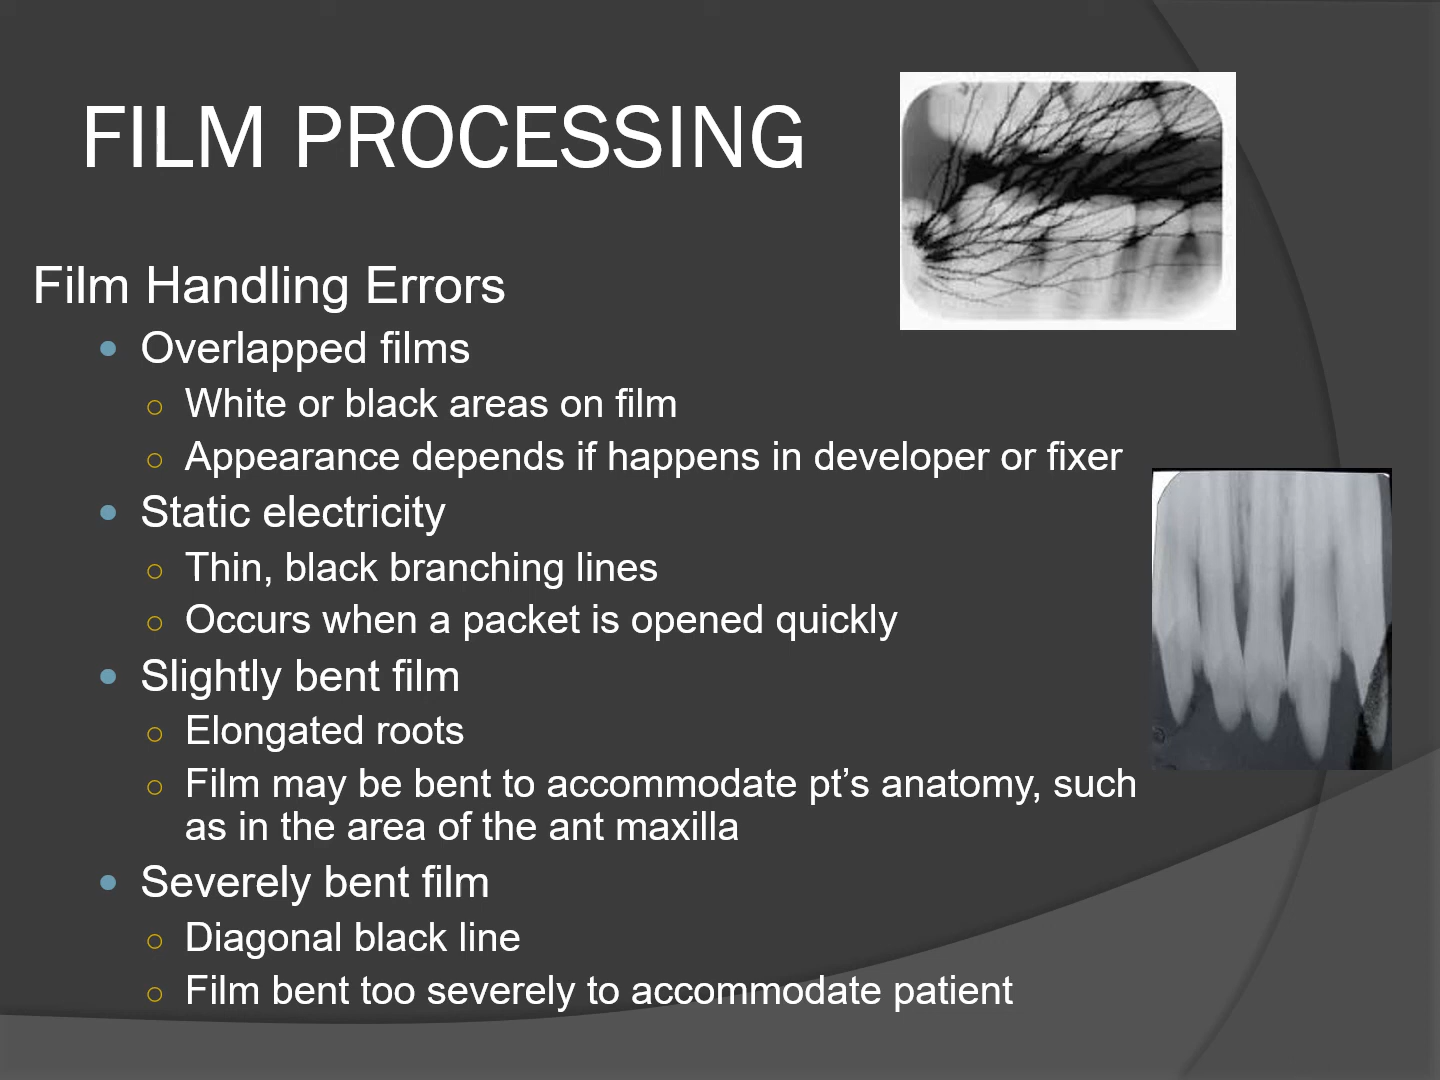 FILM PROCESSING
Film Handling Errors
Overlapped films
White or black areas on film
Appearance depends if happens in developer or fixer
Static electricity
Thin, black branching lines
Occurs when a packet is opened quickly
Slightly bent film
Elongated roots
Film may be bent to accommodate pt’s anatomy, such
as in the area of the ant maxilla
Severely bent film
Diagonal black line
Film bent too severely to accommodate patient